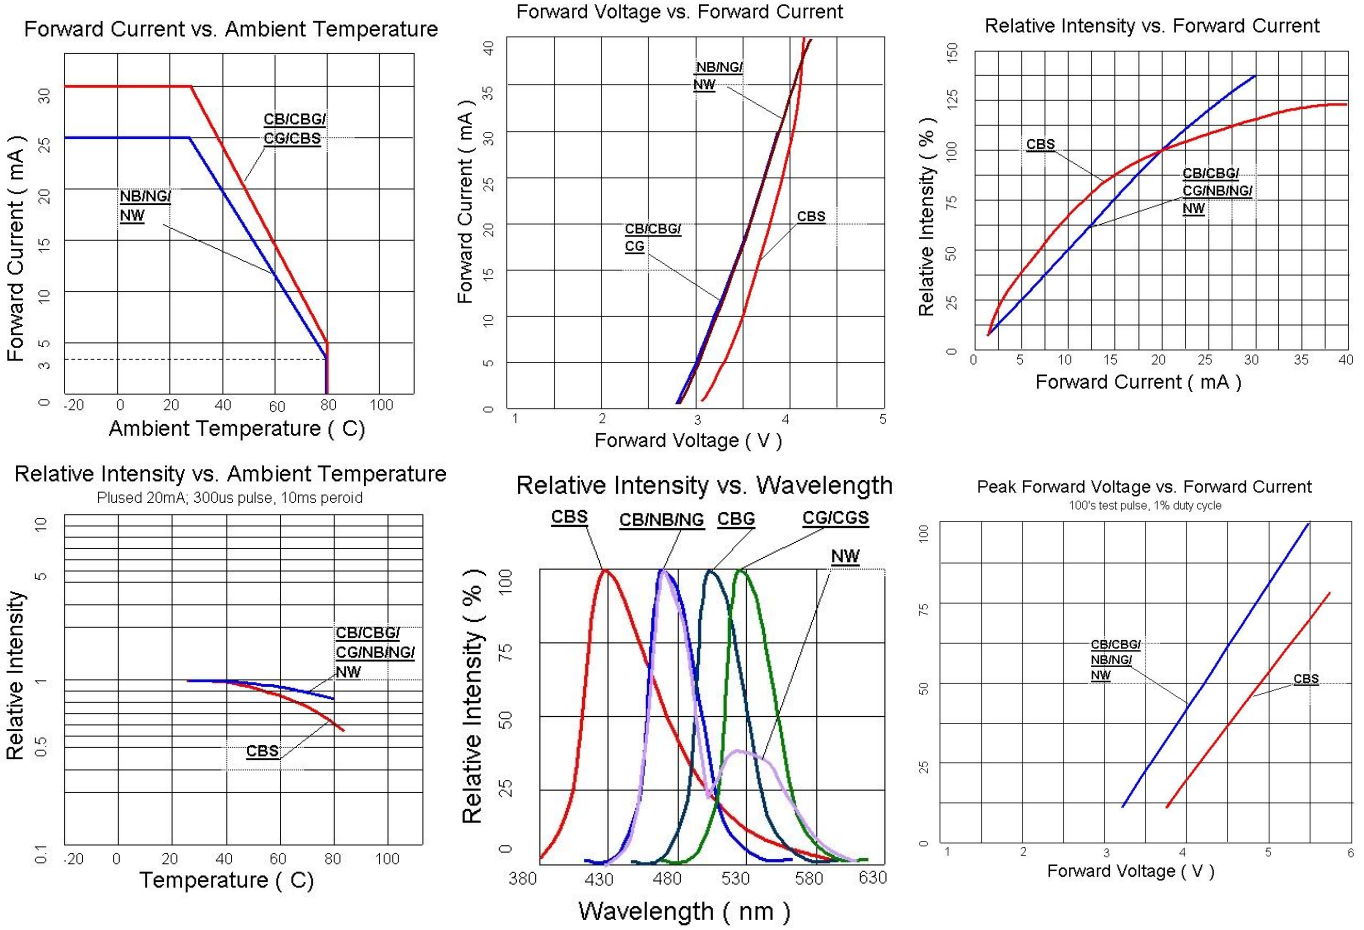 Forward Current vs. Ambient Temperature
Forward Current ( mA )
30
25
20
15
10
5
3
0
CB/CBG/
CG/CBS
NB/NG/
NW
-20
0
20
40
60
80
100
Ambient Temperature ( C)
Forward Voltage vs. Forward Current
Forward Current ( mA )
40
35
30
25
20
15
10
5
0
NB/NG/
NW
CB/CBG/
CG
CBS
1
2
3
4
5
Forward Voltage ( V )
Relative Intensity vs. Forward Current
Relative Intensity ( % )
150
125
100
75
50
25
0
CBS
CB/CBG/
CG/NB/NG/
NW
0
5
10
15
20
25
30
35
40
Forward Current ( mA )
Relative Intensity vs. Ambient Temperature
Plused 20mA; 300us pulse, 10ms peroid
Relative Intensity
10
5
1
0.5
0.1
CB/CBG/
CG/NB/NG/
NW
CBS
-20
0
20
40
60
80
100
Temperature ( C)
Relative Intensity vs. Wavelength
CBS
CB/NB/NG
CBG
CG/CGS
NW
Relative Intensity ( % )
100
75
50
25
0
380
430
480
530
580
630
Wavelength ( nm )
Peak Forward Voltage vs. Forward Current
100's test pulse, 1% duty cycle
100
75
50
25
0
CB/CBG/
NB/NG/
NW
CBS
1
2
3
4
5
6
Forward Voltage ( V )